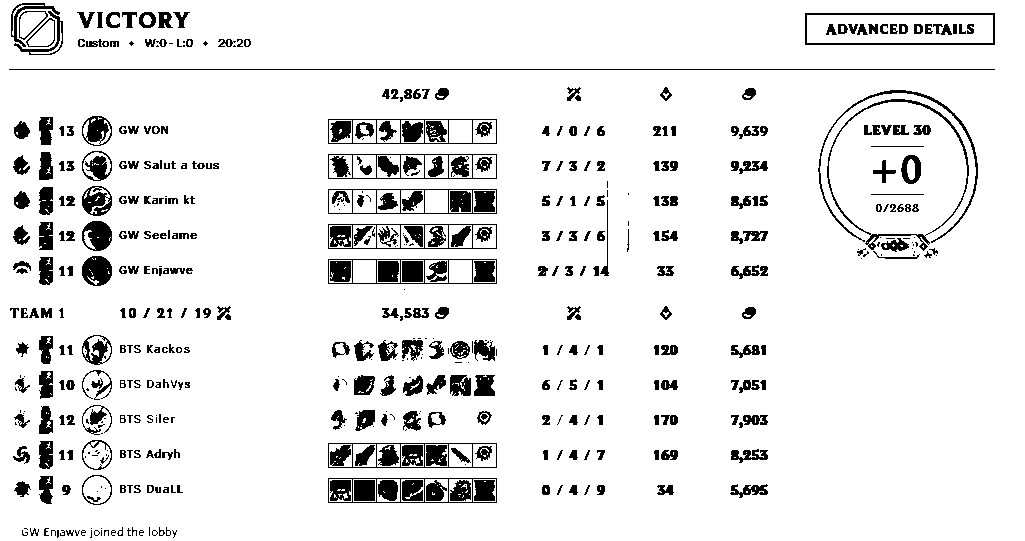 VICTORY
Custom • W:0 - L:0 • 20:20
ADVANCED DETAILS
42,867
13 GW VON 4 / 0 / 6 211 9,639
13 GW Salut a tous 7 / 3 / 2 139 9,234
12 GW Karim kt 5 / 1 / 5 138 8,615
12 GW Seelame 3 / 3 / 6 154 8,727
11 GW Enjawve 2 / 3 / 14 33 6,652
LEVEL 30
+0
0/2688
TEAM 1 10 / 21 / 19 34,583
11 BTS Kackos 1 / 4 / 1 120 5,681
10 BTS DahVys 6 / 5 / 1 104 7,051
12 BTS Siler 2 / 4 / 1 170 7,903
11 BTS Adryh 1 / 4 / 7 169 8,253
9 BTS DuaLL 0 / 4 / 9 34 5,695
GW Enjawve joined the lobby